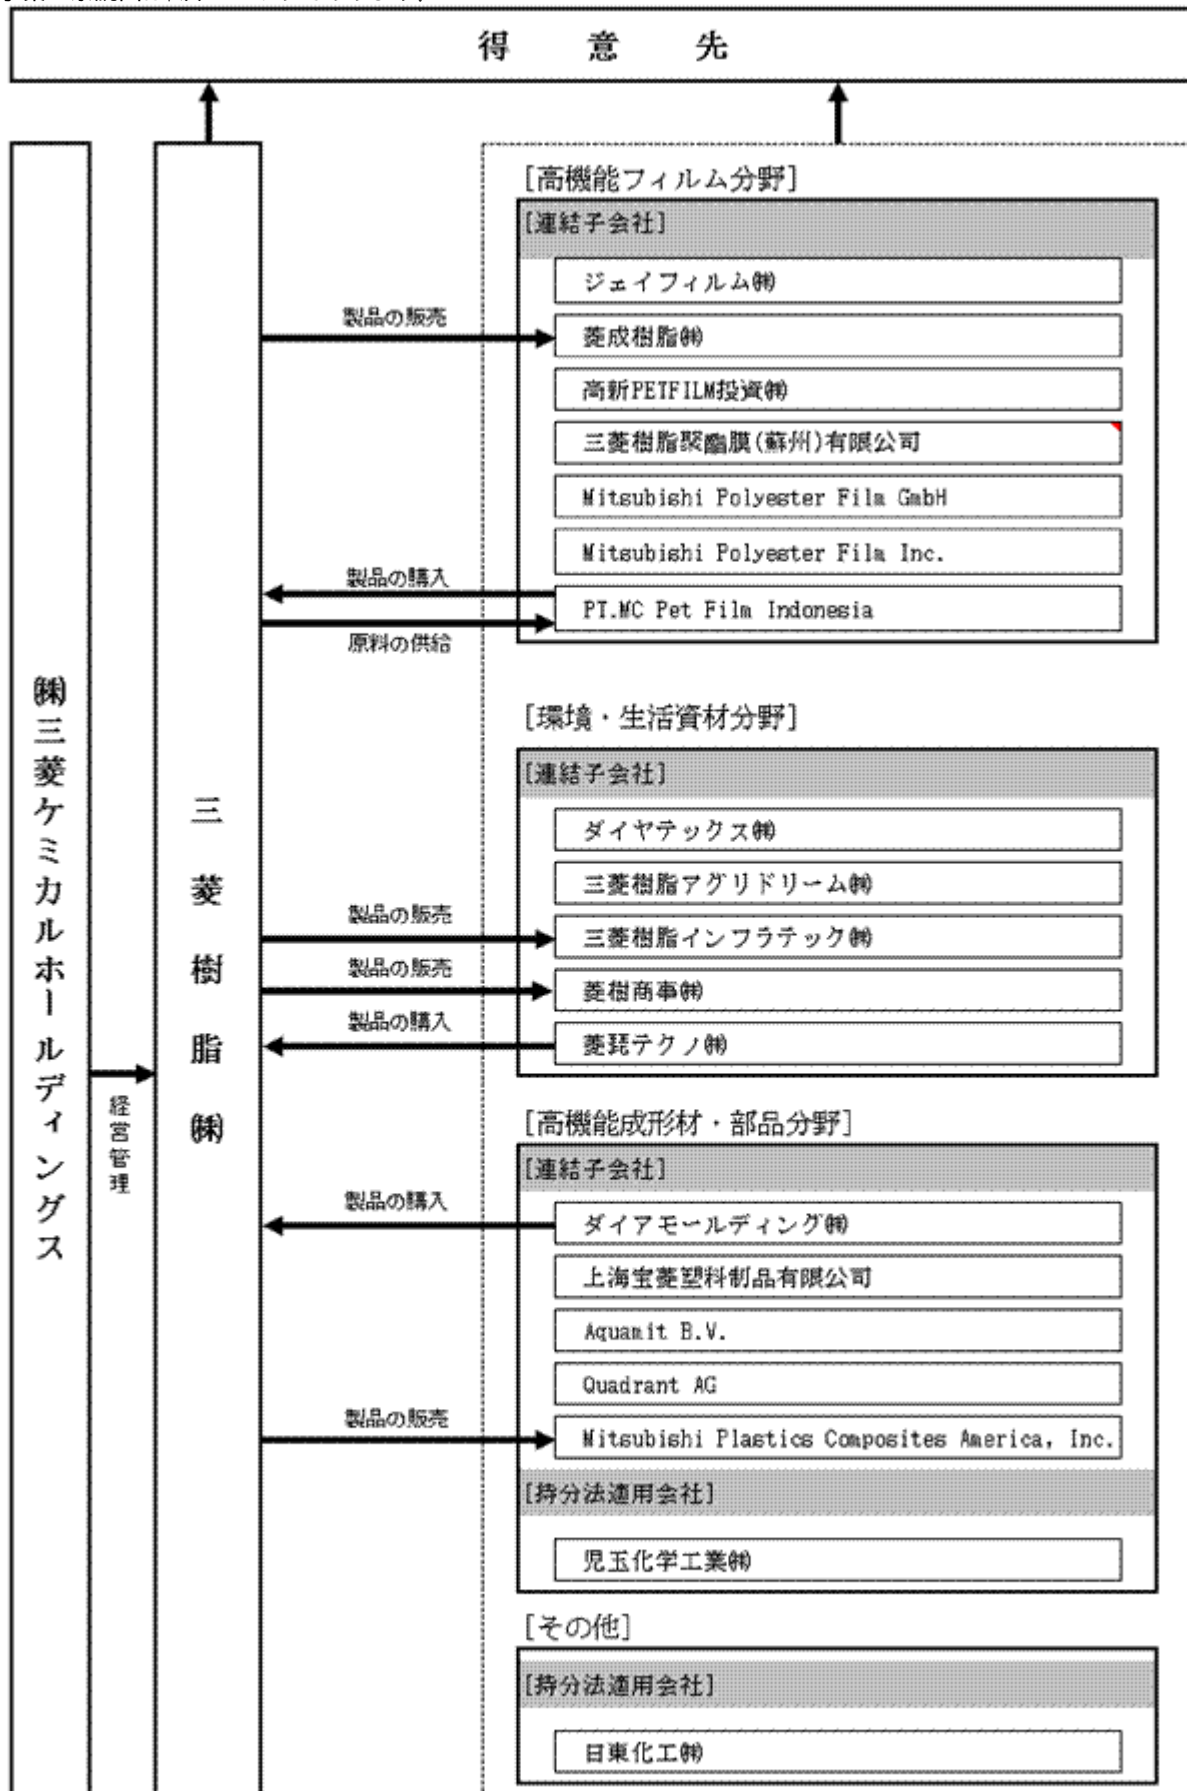 得意先
㈱三菱ケミカルホールディングス
経営管理
三菱樹脂㈱
[高機能フィルム分野]
[連結子会社]
ジェイフィルム㈱
製品の販売
菱成樹脂㈱
高新PETFILM投資㈱
三菱樹脂聚酯膜(蘇州)有限公司
Mitsubishi Polyester Film GmbH
Mitsubishi Polyester Film Inc.
製品の購入
PT.MC Pet Film Indonesia
原料の供給
[環境・生活資材分野]
[連結子会社]
ダイヤテックス㈱
三菱樹脂アグリドリーム㈱
製品の販売
三菱樹脂インフラテック㈱
製品の販売
菱樹商事㈱
製品の購入
菱琵テクノ㈱
[高機能成形材・部品分野]
[連結子会社]
製品の購入
ダイアモールディング㈱
上海宝菱塑料制品有限公司
Aquamit B.V.
Quadrant AG
製品の販売
Mitsubishi Plastics Composites America, Inc.
[持分法適用会社]
児玉化学工業㈱
[その他]
[持分法適用会社]
日東化工㈱